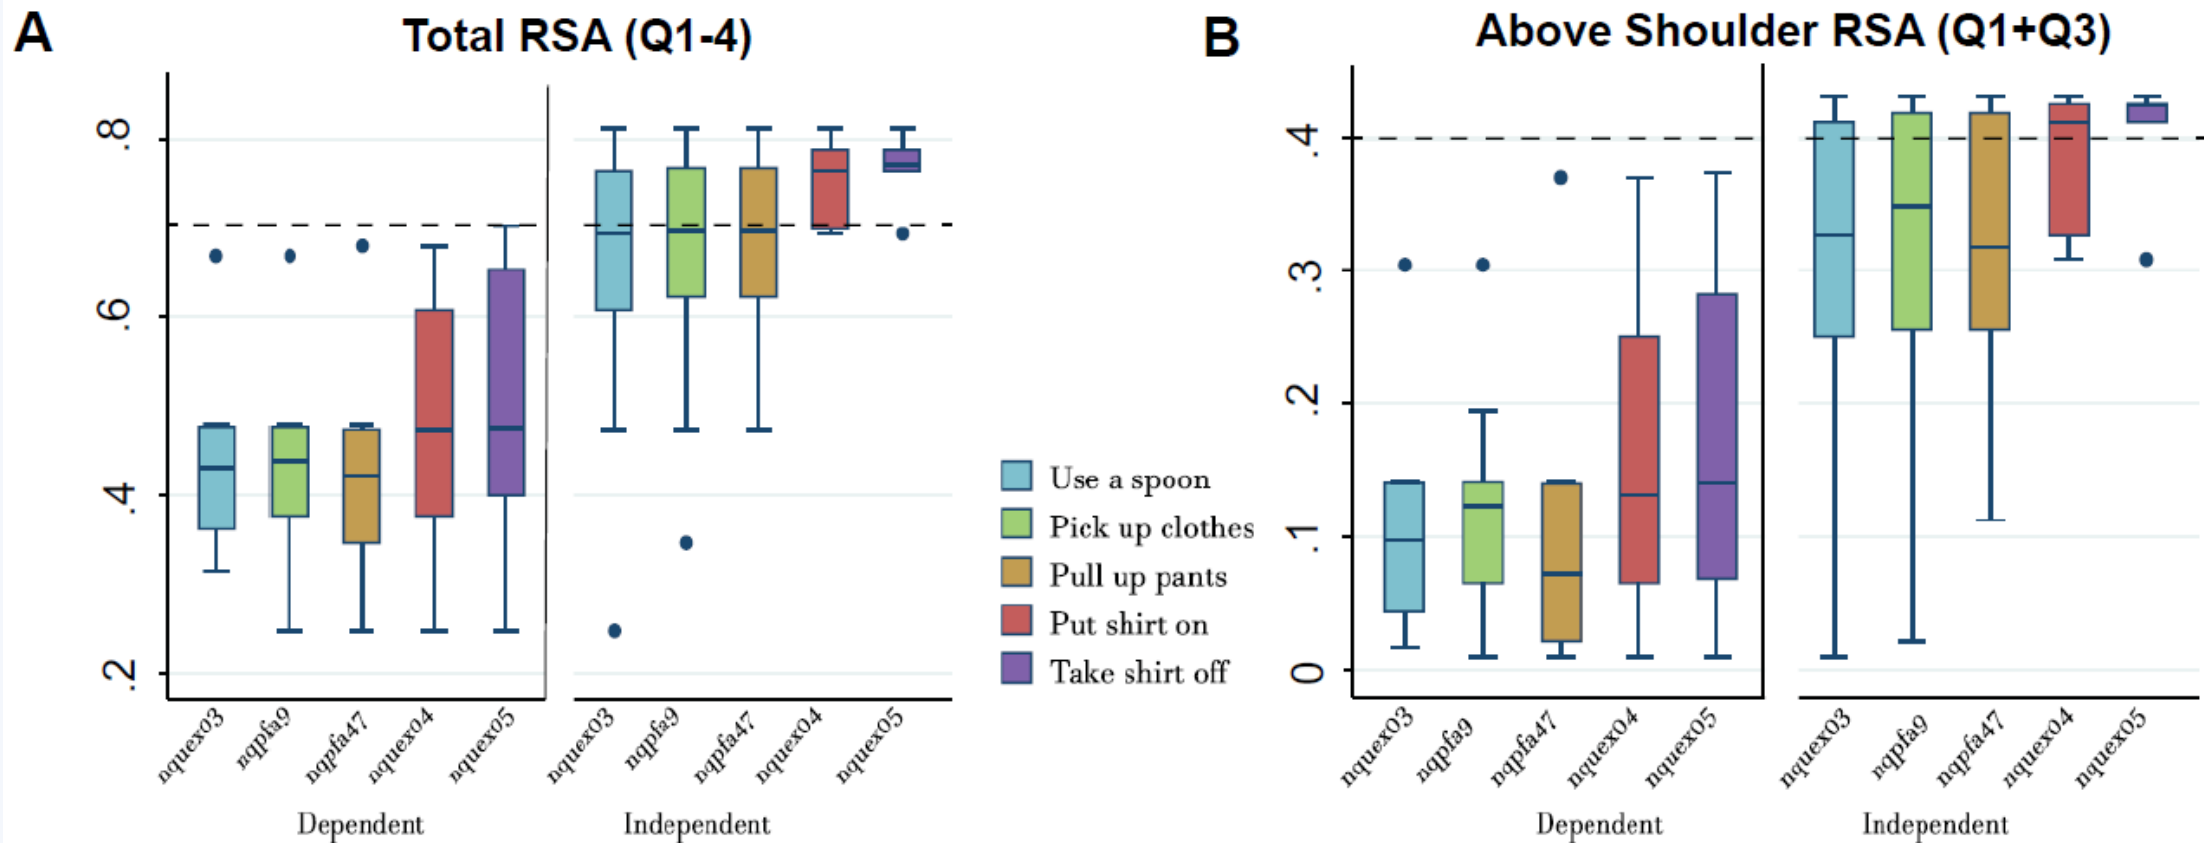 A
Total RSA (Q1-4)
.8
.6
.4
.2
nquex03
nqpfa9
nqpfa47
nquex04
nquex05
nquex03
nqpfa9
nqpfa47
nquex04
nquex05
Dependent
Independent
Use a spoon
Pick up clothes
Pull up pants
Put shirt on
Take shirt off
B
Above Shoulder RSA (Q1+Q3)
.4
.3
.2
.1
0
nquex03
nqpfa9
nqpfa47
nquex04
nquex05
nquex03
nqpfa9
nqpfa47
nquex04
nquex05
Dependent
Independent